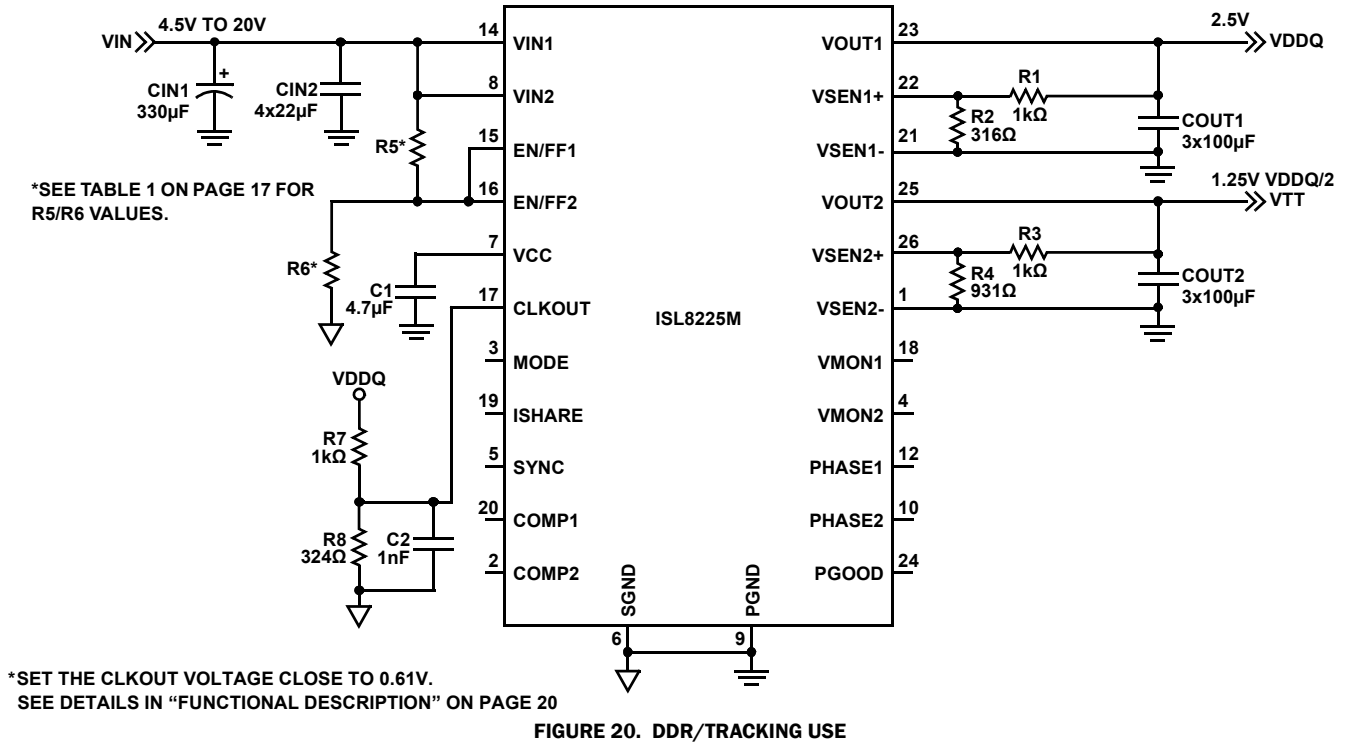 4.5V TO 20V
VIN
CIN1
+
330µF
CIN2
4x22µF
R5*
*SEE TABLE 1 ON PAGE 17 FOR
R5/R6 VALUES.
R6*
C1
4.7µF
VDDQ
R7
1kΩ
R8
324Ω
C2
1nF
14
VIN1
8
VIN2
15
EN/FF1
16
EN/FF2
7
VCC
17
CLKOUT
3
MODE
19
ISHARE
5
SYNC
20
COMP1
2
COMP2
ISL8225M
SGND
6
PGND
9
VOUT1
23
VSEN1+
22
VSEN1-
21
VOUT2
25
VSEN2+
26
VSEN2-
1
VMON1
18
VMON2
4
PHASE1
12
PHASE2
10
PGOOD
24
2.5V
VDDQ
R1
1kΩ
R2
316Ω
COUT1
3x100µF
1.25V VDDQ/2
VTT
R3
1kΩ
R4
931Ω
COUT2
3x100µF
*SET THE CLKOUT VOLTAGE CLOSE TO 0.61V.
SEE DETAILS IN “FUNCTIONAL DESCRIPTION” ON PAGE 20
FIGURE 20. DDR/TRACKING USE